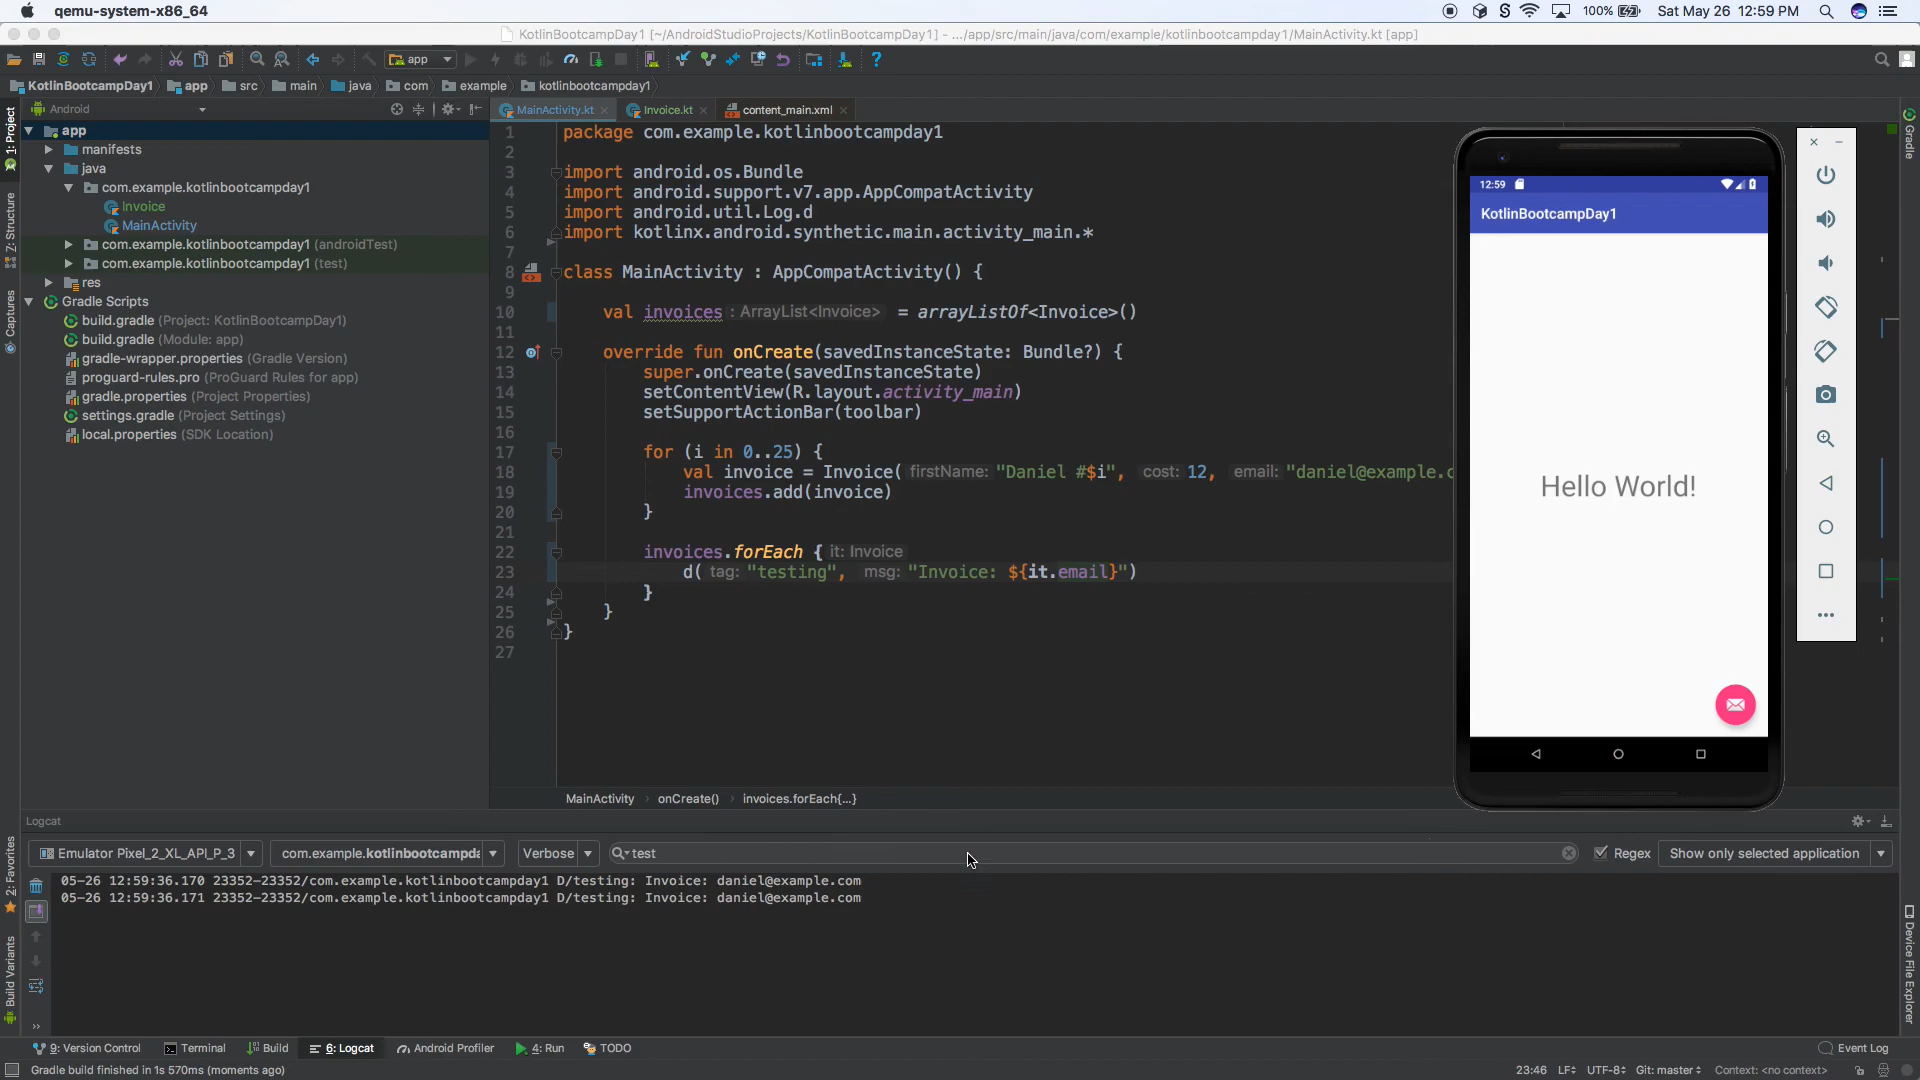 qemu-system-x86_64
100%
Sat May 26 12:59 PM
KotlinBootcampDay1 [~/AndroidStudioProjects/KotlinBootcampDay1] - .../app/src/main/java/com/example/kotlinbootcampday1/MainActivity.kt [app]
app
KotlinBootcampDay1 app src main java com example kotlinbootcampday1
Android
MainActivity.kt Invoice.kt content_main.xml
1: Project
Z: Structure
Captures
2: Favorites
Build Variants
Gradle
Device File Explorer
app
manifests
java
com.example.kotlinbootcampday1
Invoice
MainActivity
com.example.kotlinbootcampday1 (androidTest)
com.example.kotlinbootcampday1 (test)
res
Gradle Scripts
build.gradle (Project: KotlinBootcampDay1)
build.gradle (Module: app)
gradle-wrapper.properties (Gradle Version)
proguard-rules.pro (ProGuard Rules for app)
gradle.properties (Project Properties)
settings.gradle (Project Settings)
local.properties (SDK Location)
1 package com.example.kotlinbootcampday1
2
3 import android.os.Bundle
4 import android.support.v7.app.AppCompatActivity
5 import android.util.Log.d
6 import kotlinx.android.synthetic.main.activity_main.*
7
8 class MainActivity : AppCompatActivity() {
9
10 val invoices : ArrayList<Invoice> = arrayListOf<Invoice>()
11
12 override fun onCreate(savedInstanceState: Bundle?) {
13 super.onCreate(savedInstanceState)
14 setContentView(R.layout.activity_main)
15 setSupportActionBar(toolbar)
16
17 for (i in 0..25) {
18 val invoice = Invoice( firstName: "Daniel #$i", cost: 12, email: "daniel@example.c
19 invoices.add(invoice)
20 }
21
22 invoices.forEach { it: Invoice
23 d( tag: "testing", msg: "Invoice: ${it.email}")
24 }
25 }
26 }
27
12:59
KotlinBootcampDay1
Hello World!
MainActivity › onCreate() › invoices.forEach{...}
Logcat
Emulator Pixel_2_XL_API_P_3
com.example.kotlinbootcampda
Verbose
test
Regex
Show only selected application
05-26 12:59:36.170 23352-23352/com.example.kotlinbootcampday1 D/testing: Invoice: daniel@example.com
05-26 12:59:36.171 23352-23352/com.example.kotlinbootcampday1 D/testing: Invoice: daniel@example.com
9: Version Control Terminal Build 6: Logcat Android Profiler 4: Run TODO
Event Log
Gradle build finished in 1s 570ms (moments ago)
23:46 LF÷ UTF-8÷ Git: master÷ Context: <no context>